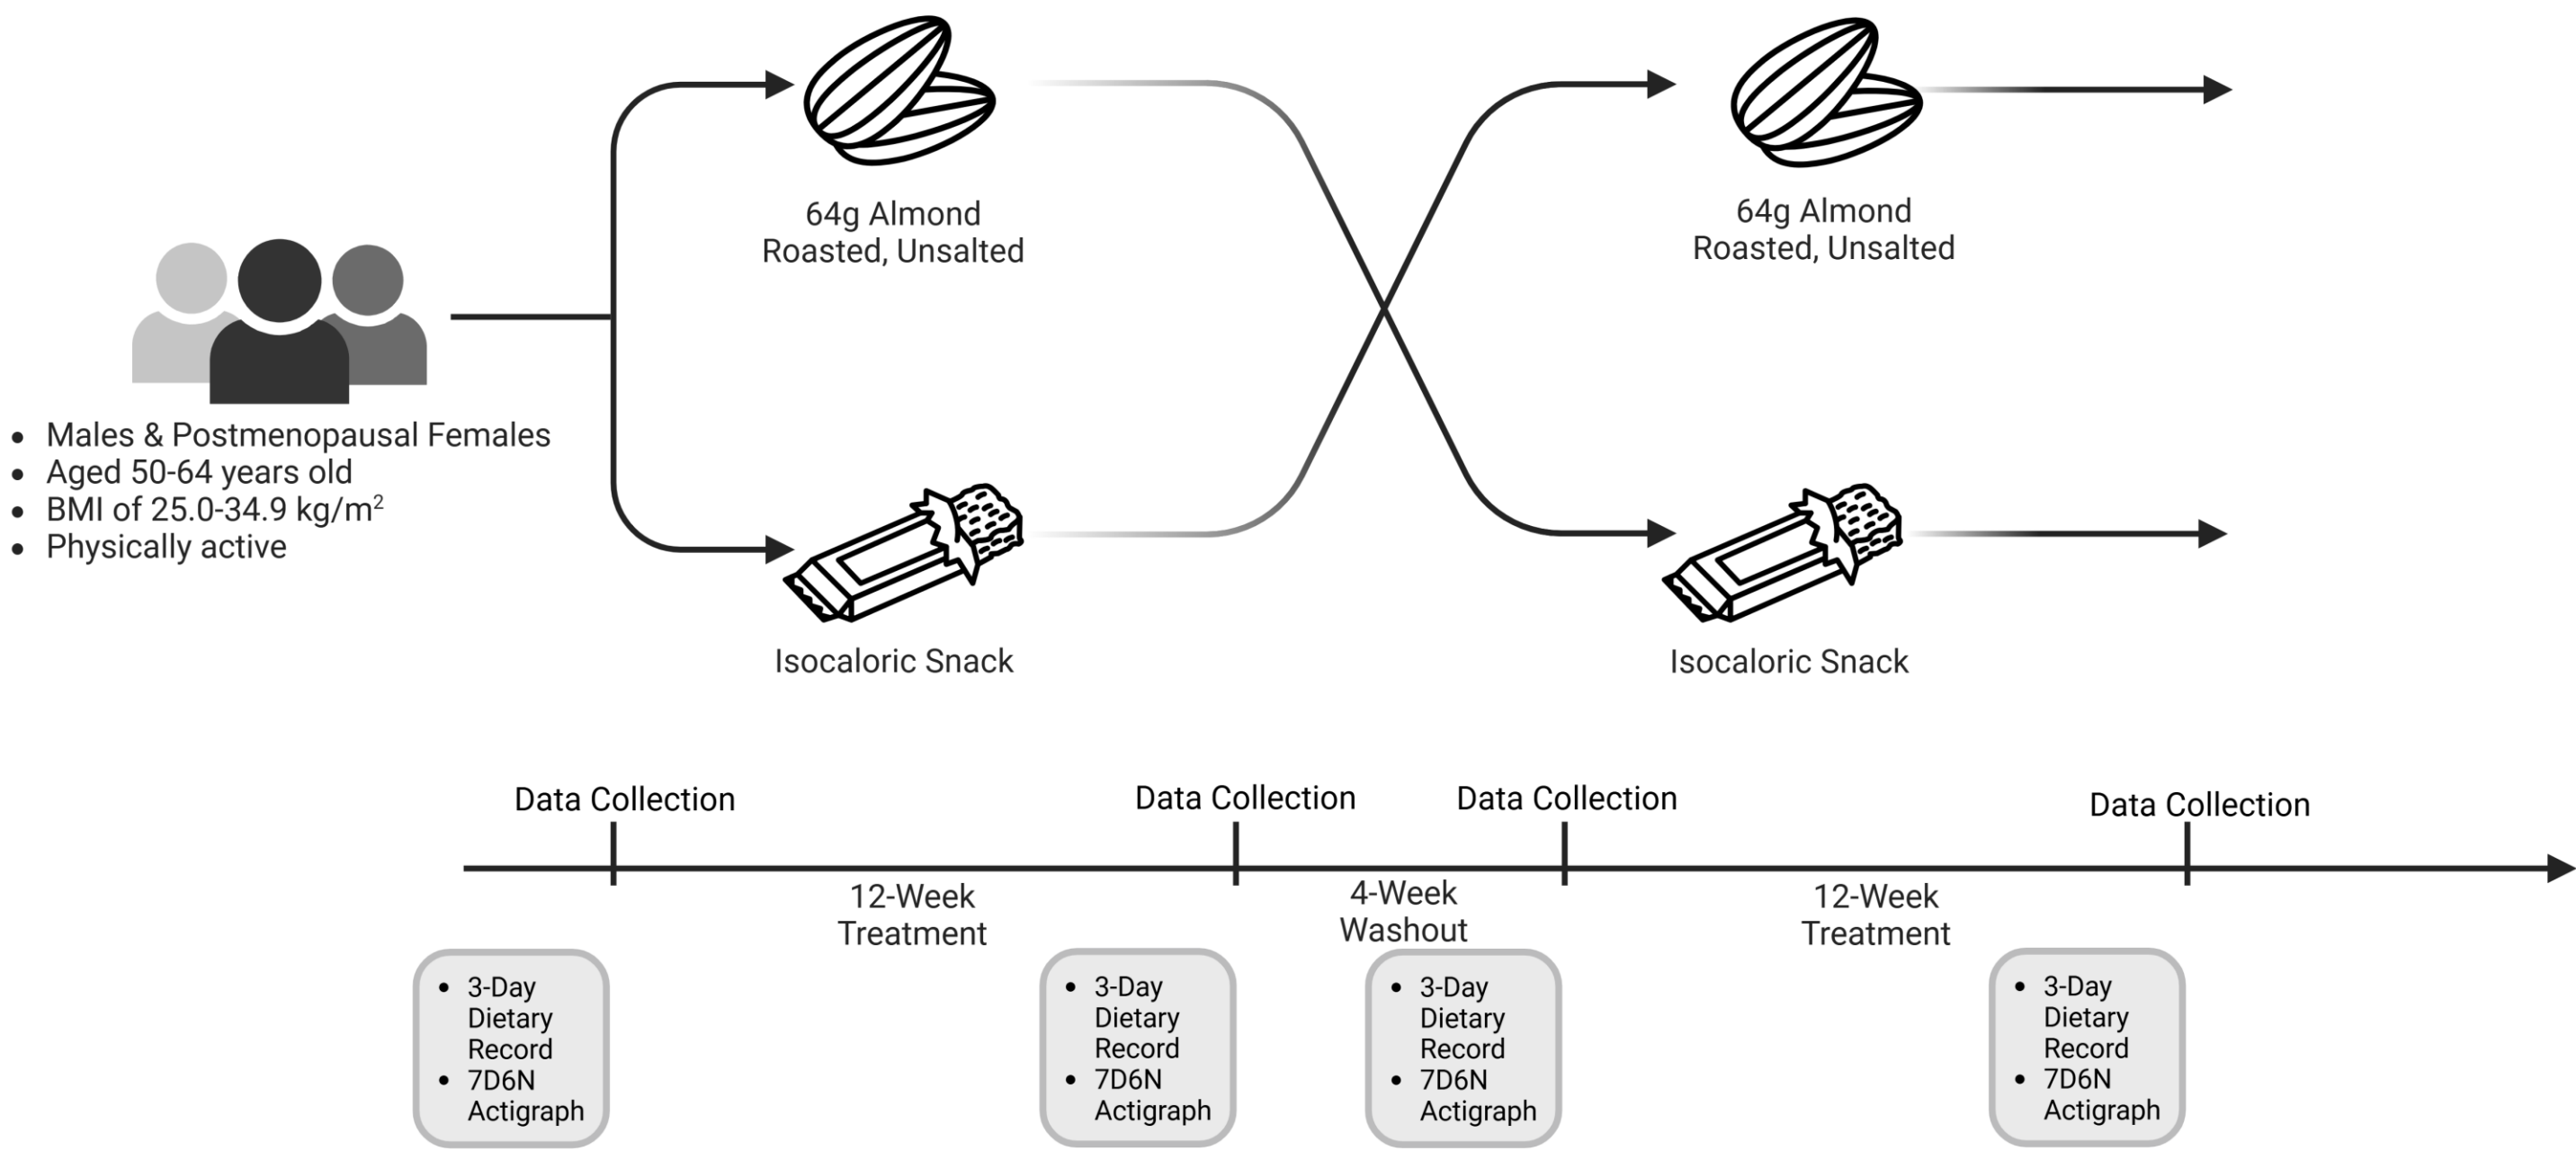 64g Almond
Roasted, Unsalted
64g Almond
Roasted, Unsalted
• Males & Postmenopausal Females
• Aged 50-64 years old
• BMI of 25.0-34.9 kg/m²
• Physically active
Isocaloric Snack
Isocaloric Snack
Data Collection
Data Collection
Data Collection
Data Collection
12-Week
Treatment
4-Week
Washout
12-Week
Treatment
• 3-Day
Dietary
Record
• 7D6N
Actigraph
• 3-Day
Dietary
Record
• 7D6N
Actigraph
• 3-Day
Dietary
Record
• 7D6N
Actigraph
• 3-Day
Dietary
Record
• 7D6N
Actigraph